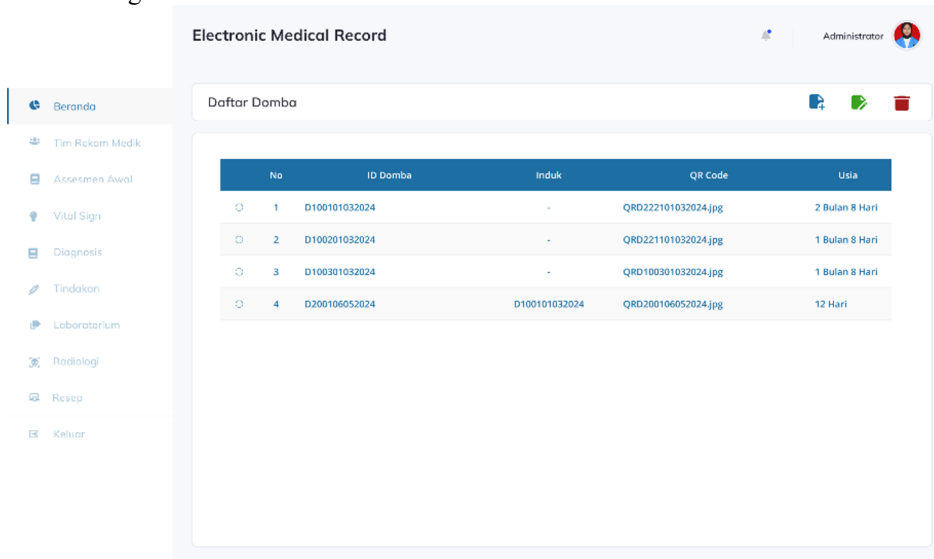 Electronic Medical Record
Administrator
Beranda
Tim Rekam Medik
Assesmen Awal
Vital Sign
Diagnosis
Tindakan
Laboratorium
Radiologi
Resep
Keluar
Daftar Domba
No ID Domba Induk QR Code Usia
1 D100101032024 - QRD222101032024.jpg 2 Bulan 8 Hari
2 D100201032024 - QRD221101032024.jpg 1 Bulan 8 Hari
3 D100301032024 - QRD100301032024.jpg 1 Bulan 8 Hari
4 D200106052024 D100101032024 QRD200106052024.jpg 12 Hari